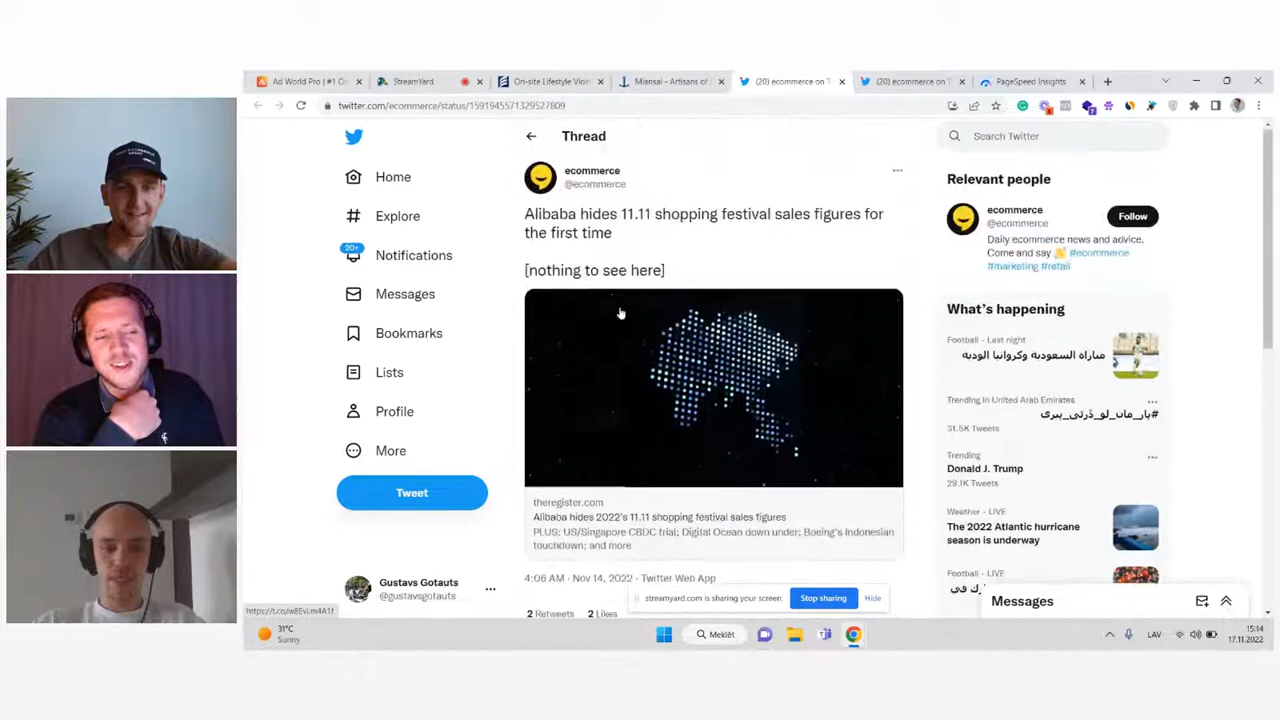 Ad World Pro | #1 C
StreamYard
On-site Lifestyle Vide
Miansai - Artisans of
(20) ecommerce on T
(20) ecommerce on T
PageSpeed Insights
twitter.com/ecommerce/status/1591945571329527809
Home
Explore
20+
Notifications
Messages
Bookmarks
Lists
Profile
More
Tweet
Gustavs Gotauts
@gustavsgotauts
Thread
ecommerce
@ecommerce
Alibaba hides 11.11 shopping festival sales figures for
the first time
[nothing to see here]
theregister.com
Alibaba hides 2022's 11.11 shopping festival sales figures
PLUS: US/Singapore CBDC trial; Digital Ocean down under; Boeing's Indonesian
touchdown; and more
4:06 AM · Nov 14, 2022 · Twitter Web App
2 Retweets 2 Likes
Search Twitter
Relevant people
ecommerce
@ecommerce
Follow
Daily ecommerce news and advice.
Come and say 👋 #ecommerce
#marketing #retail
What's happening
Football · Last night
مباراة السعودية وكرواتيا الودية
Trending in United Arab Emirates
31.5K Tweets
Trending
Donald J. Trump
29.1K Tweets
Weather · LIVE
The 2022 Atlantic hurricane
season is underway
Football · LIVE
Messages
streamyard.com is sharing your screen.
Stop sharing
Hide
31°C
Sunny
Meklēt
LAV
15:14
17.11.2022